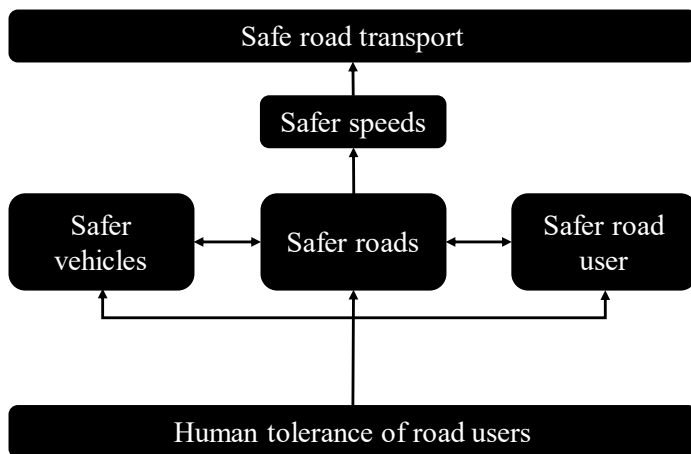 Safe road transport
Safer speeds
Safer
vehicles
Safer roads
Safer road
user
Human tolerance of road users